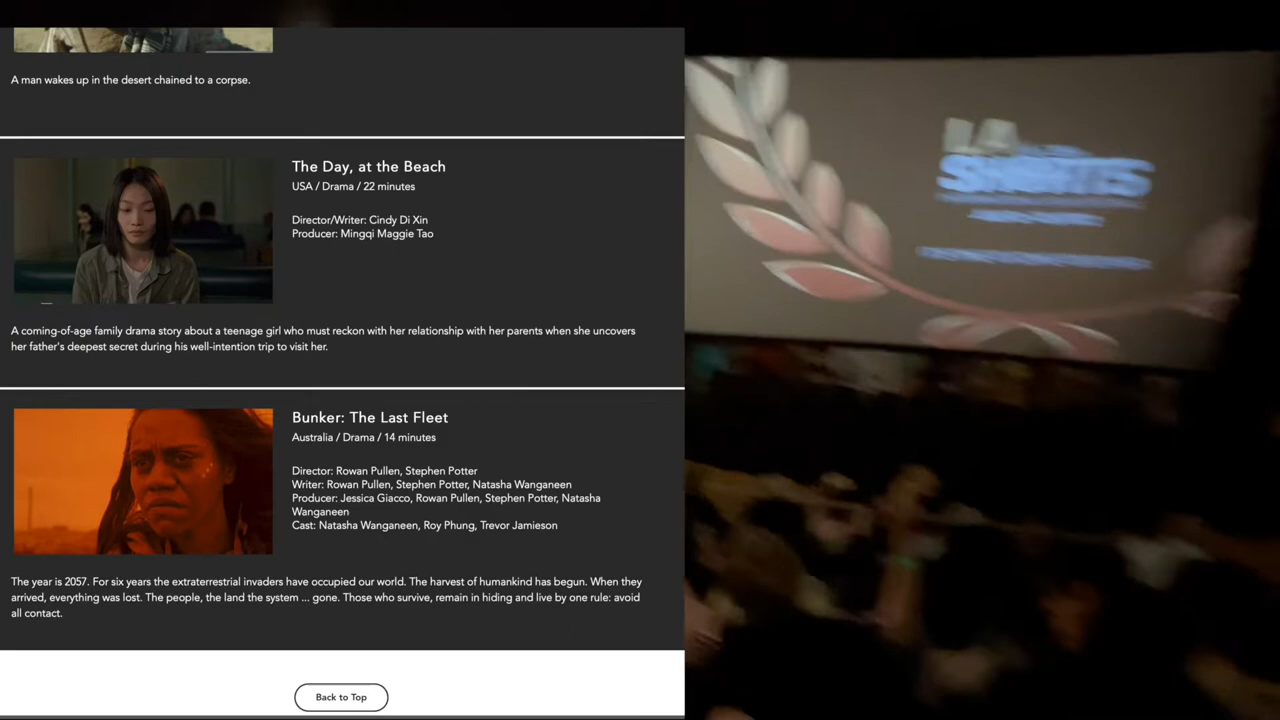 A man wakes up in the desert chained to a corpse.
The Day, at the Beach
USA / Drama / 22 minutes
Director/Writer: Cindy Di Xin
Producer: Mingqi Maggie Tao
A coming-of-age family drama story about a teenage girl who must reckon with her relationship with her parents when she uncovers
her father's deepest secret during his well-intention trip to visit her.
Bunker: The Last Fleet
Australia / Drama / 14 minutes
Director: Rowan Pullen, Stephen Potter
Writer: Rowan Pullen, Stephen Potter, Natasha Wanganeen
Producer: Jessica Giacco, Rowan Pullen, Stephen Potter, Natasha
Wanganeen
Cast: Natasha Wanganeen, Roy Phung, Trevor Jamieson
The year is 2057. For six years the extraterrestrial invaders have occupied our world. The harvest of humankind has begun. When they
arrived, everything was lost. The people, the land the system ... gone. Those who survive, remain in hiding and live by one rule: avoid
all contact.
Back to Top
SHORTS